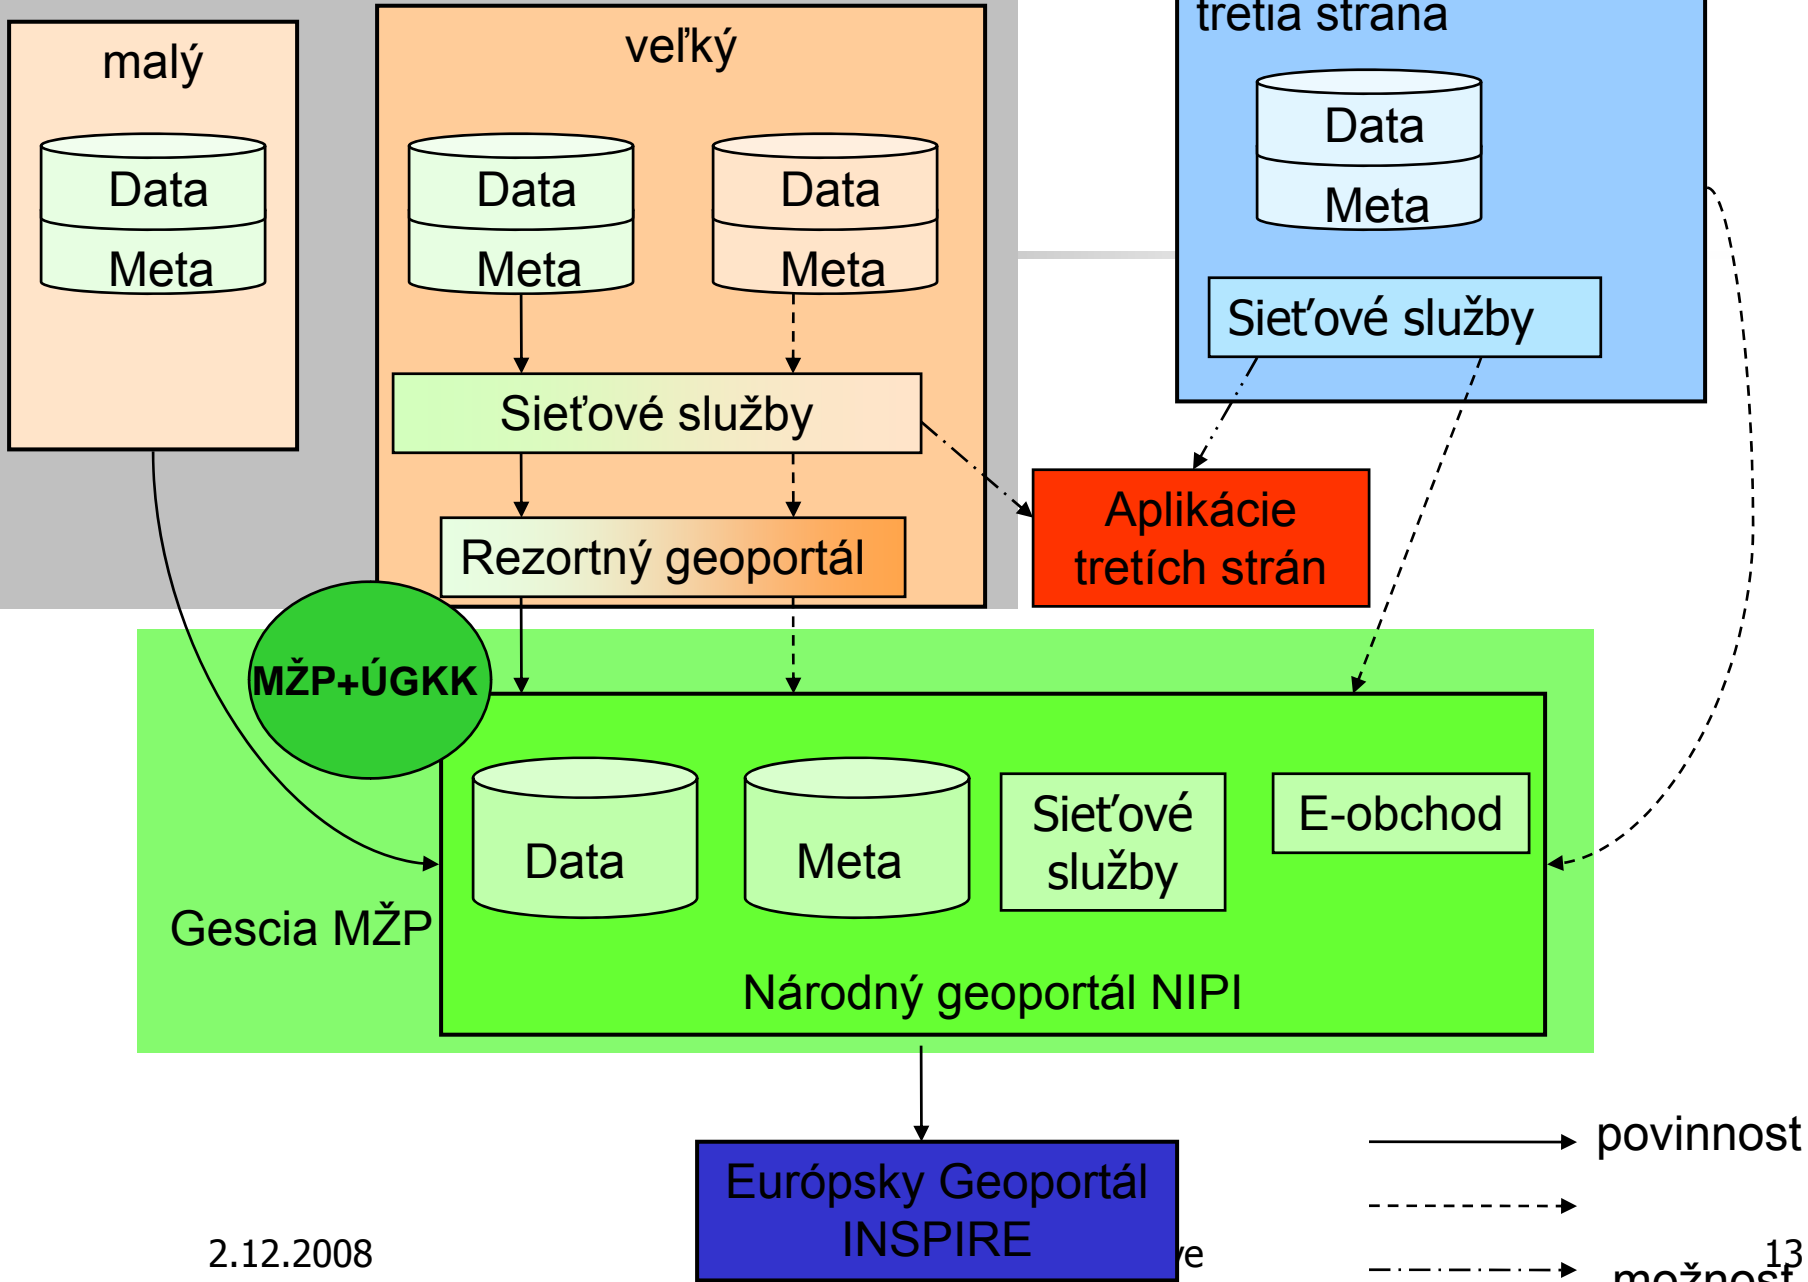 malý
Data
Meta
veľký
Data
Meta
Data
Meta
Sieťové služby
Rezortný geoportál
tretia strana
Data
Meta
Sieťové služby
Aplikácie
tretích strán
MŽP+ÚGKK
Gescia MŽP
Data
Meta
Sieťové
služby
E-obchod
Národný geoportál NIPI
Európsky Geoportál
INSPIRE
povinnost
možnost
2.12.2008
13